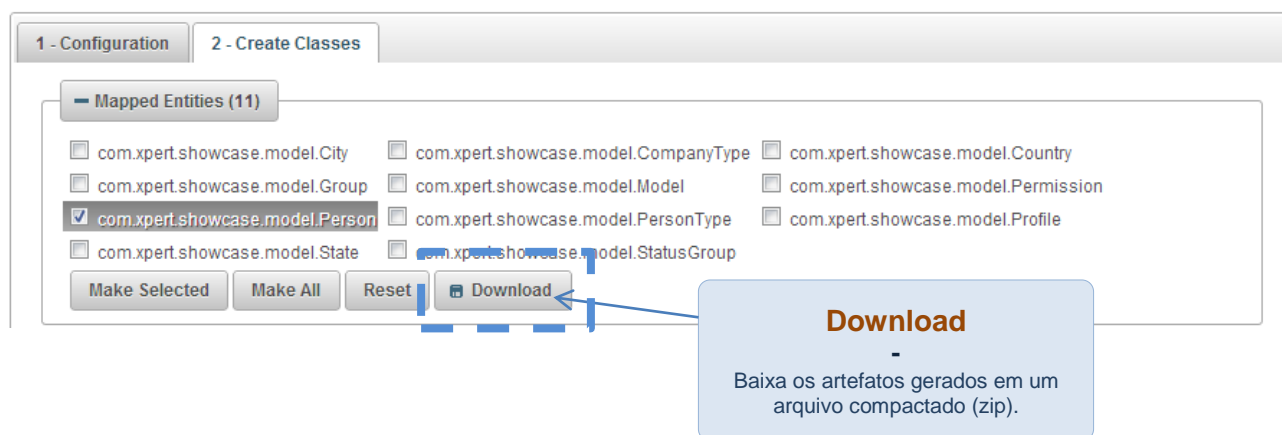 1 - Configuration 2 - Create Classes
Mapped Entities (11)
com.xpert.showcase.model.City com.xpert.showcase.model.CompanyType com.xpert.showcase.model.Country
com.xpert.showcase.model.Group com.xpert.showcase.model.Model com.xpert.showcase.model.Permission
com.xpert.showcase.model.Person com.xpert.showcase.model.PersonType com.xpert.showcase.model.Profile
com.xpert.showcase.model.State com.xpert.showcase.model.StatusGroup
Make Selected Make All Reset Download
Download
-
Baixa os artefatos gerados em um
arquivo compactado (zip).